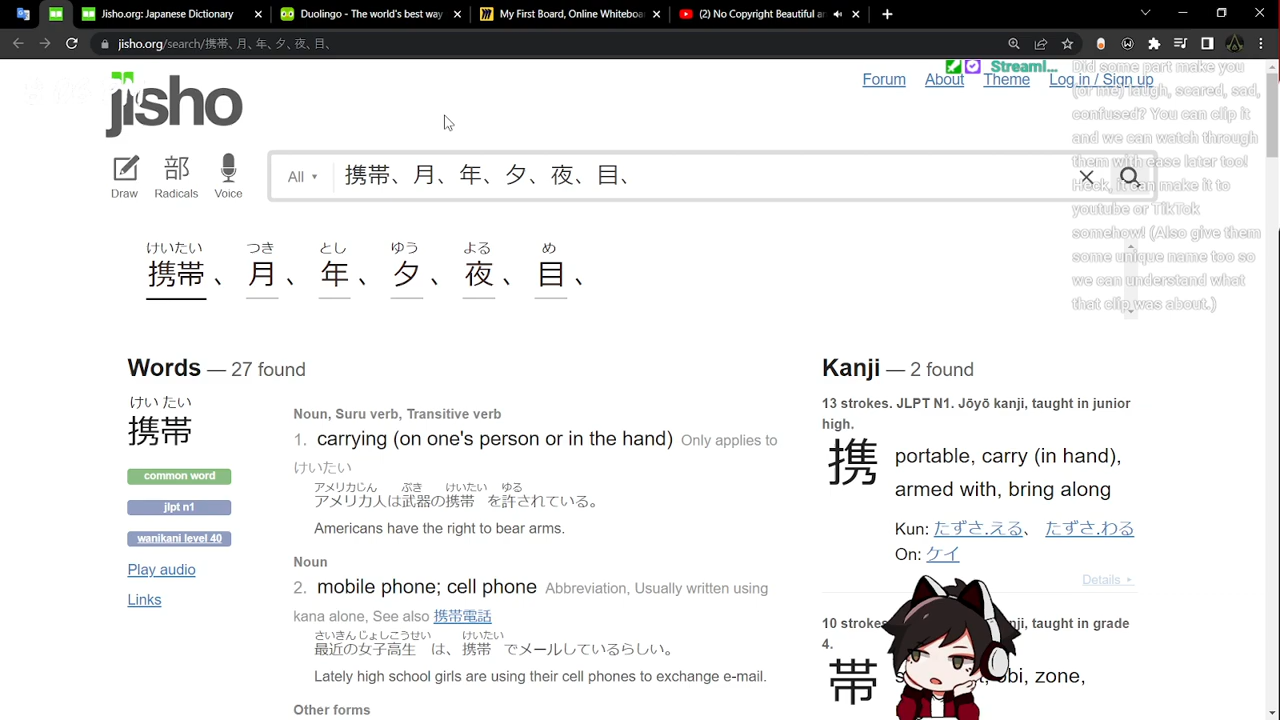 Jisho.org: Japanese Dictionary
Duolingo - The world's best way
My First Board, Online Whiteboa
(2) No Copyright Beautiful ar
jisho.org/search/携帯、月、年、夕、夜、目、
jisho
Forum About Theme Log in / Sign up
Streaml...
Did some part make you
(or me) laugh, scared, sad,
confused? You can clip it
and we can watch through
them with ease later too!
Heck, it can make it to
youtube or TikTok
somehow! (Also give them
some unique name too so
we can understand what
that clip was about.)
部
Draw Radicals Voice
All 携帯、月、年、夕、夜、目、
けいたい つき とし ゆう よる め
携帯、月、年、夕、夜、目、
Words — 27 found
けい たい
携帯
common word
jlpt n1
wanikani level 40
Play audio
Links
Noun, Suru verb, Transitive verb
1. carrying (on one's person or in the hand) Only applies to
けいたい
アメリカじん ぶき けいたい ゆる
アメリカ人は武器の携帯を許されている。
Americans have the right to bear arms.
Noun
2. mobile phone; cell phone Abbreviation, Usually written using
kana alone, See also 携帯電話
さいきん じょしこうせい けいたい
最近の女子高生は、携帯でメールしているらしい。
Lately high school girls are using their cell phones to exchange e-mail.
Other forms
Kanji — 2 found
13 strokes. JLPT N1. Jōyō kanji, taught in junior
high.
携
portable, carry (in hand),
armed with, bring along
Kun: たずさ.える、 たずさ.わる
On: ケイ
Details
10 strokes kanji, taught in grade
4.
帯
obi, zone,